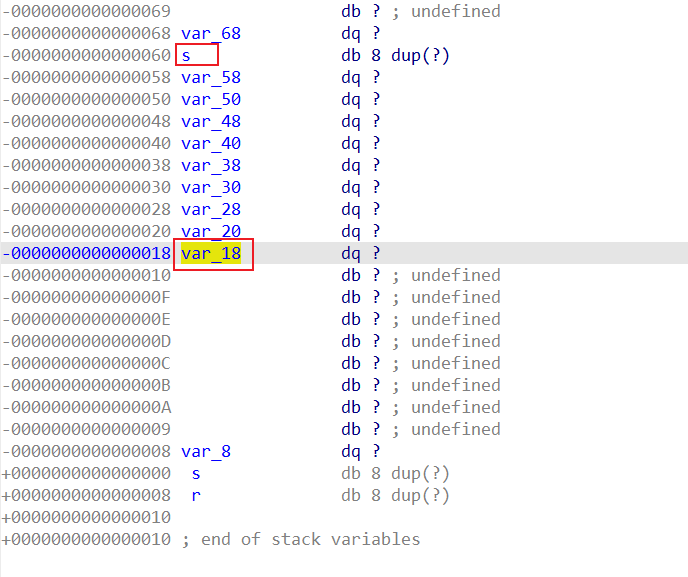 -0000000000000069                 db ? ; undefined
-0000000000000068 var_68          dq ?
-0000000000000060 s               db 8 dup(?)
-0000000000000058 var_58          dq ?
-0000000000000050 var_50          dq ?
-0000000000000048 var_48          dq ?
-0000000000000040 var_40          dq ?
-0000000000000038 var_38          dq ?
-0000000000000030 var_30          dq ?
-0000000000000028 var_28          dq ?
-0000000000000020 var_20          dq ?
-0000000000000018 var_18          dq ?
-0000000000000010                 db ? ; undefined
-000000000000000F                 db ? ; undefined
-000000000000000E                 db ? ; undefined
-000000000000000D                 db ? ; undefined
-000000000000000C                 db ? ; undefined
-000000000000000B                 db ? ; undefined
-000000000000000A                 db ? ; undefined
-0000000000000009                 db ? ; undefined
-0000000000000008 var_8           dq ?
+0000000000000000  s              db 8 dup(?)
+0000000000000008  r              db 8 dup(?)
+0000000000000010
+0000000000000010 ; end of stack variables